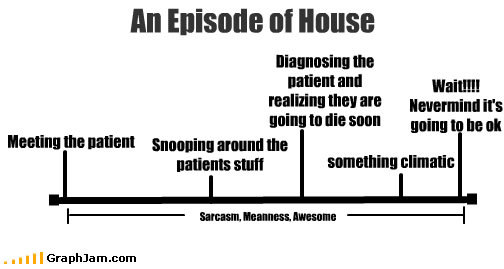 An Episode of House
Diagnosing the
patient and
realizing they are
going to die soon
Wait!!!!
Nevermind it's
going to be ok
Meeting the patient
Snooping around the
patients stuff
something climatic
Sarcasm, Meanness, Awesome
GraphJam.com